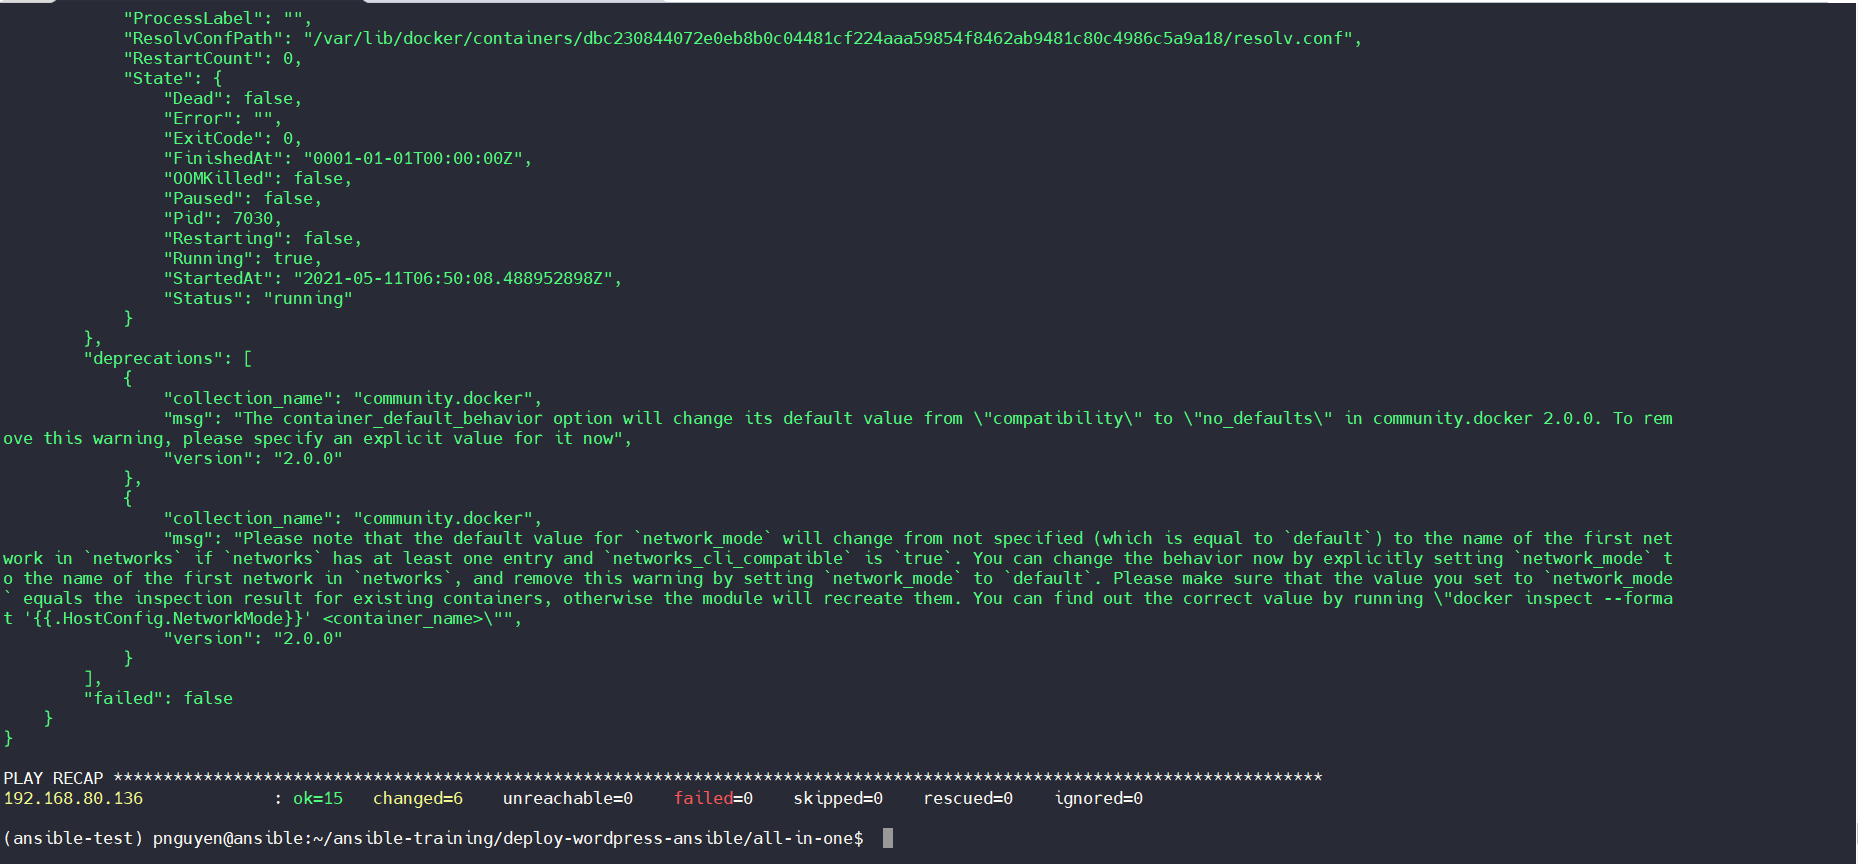 "ProcessLabel": "",
"ResolvConfPath": "/var/lib/docker/containers/dbc230844072e0eb8b0c04481cf224aaa59854f8462ab9481c80c4986c5a9a18/resolv.conf",
"RestartCount": 0,
"State": {
"Dead": false,
"Error": "",
"ExitCode": 0,
"FinishedAt": "0001-01-01T00:00:00Z",
"OOMKilled": false,
"Paused": false,
"Pid": 7030,
"Restarting": false,
"Running": true,
"StartedAt": "2021-05-11T06:50:08.488952898Z",
"Status": "running"
}
},
"deprecations": [
{
"collection_name": "community.docker",
"msg": "The container_default_behavior option will change its default value from \"compatibility\" to \"no_defaults\" in community.docker 2.0.0. To rem
ove this warning, please specify an explicit value for it now",
"version": "2.0.0"
},
{
"collection_name": "community.docker",
"msg": "Please note that the default value for `network_mode` will change from not specified (which is equal to `default`) to the name of the first net
work in `networks` if `networks` has at least one entry and `networks_cli_compatible` is `true`. You can change the behavior now by explicitly setting `network_mode` t
o the name of the first network in `networks`, and remove this warning by setting `network_mode` to `default`. Please make sure that the value you set to `network_mode
` equals the inspection result for existing containers, otherwise the module will recreate them. You can find out the correct value by running \"docker inspect --forma
t '{{.HostConfig.NetworkMode}}' <container_name>\"",
"version": "2.0.0"
}
],
"failed": false
}
}
PLAY RECAP *************************************************************************************************************************
192.168.80.136 : ok=15 changed=6 unreachable=0 failed=0 skipped=0 rescued=0 ignored=0
(ansible-test) pnguyen@ansible:~/ansible-training/deploy-wordpress-ansible/all-in-one$